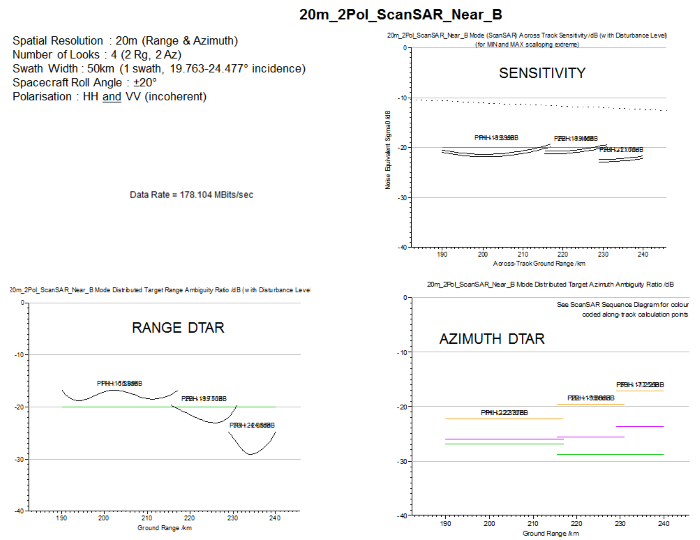 20m_2Pol_ScanSAR_Near_B
Spatial Resolution : 20m (Range & Azimuth)
Number of Looks : 4 (2 Rg, 2 Az)
Swath Width : 50km (1 swath, 19.763-24.477° incidence)
Spacecraft Roll Angle : ±20°
Polarisation : HH and VV (incoherent)
Data Rate = 178.104 MBits/sec
20m_2Pol_ScanSAR_Near_B Mode (ScanSAR) Across Track Sensitivity /dB (with Disturbance Level)
(for MIN and MAX scalloping extreme)
SENSITIVITY
Noise Equivalent Sigma0 /dB
0
-10
-20
-30
-40
190 200 210 220 230 240
Across-Track Ground Range /km
20m_2Pol_ScanSAR_Near_B Mode Distributed Target Range Ambiguity Ratio /dB (with Disturbance Leve
RANGE DTAR
0
-10
-20
-30
-40
190 200 210 220 230 240
Ground Range /km
20m_2Pol_ScanSAR_Near_B Mode Distributed Target Azimuth Ambiguity Ratio /dB
See ScanSAR Sequence Diagram for colour
coded along-track calculation points
AZIMUTH DTAR
0
-10
-20
-30
-40
190 200 210 220 230 240
Ground Range /km